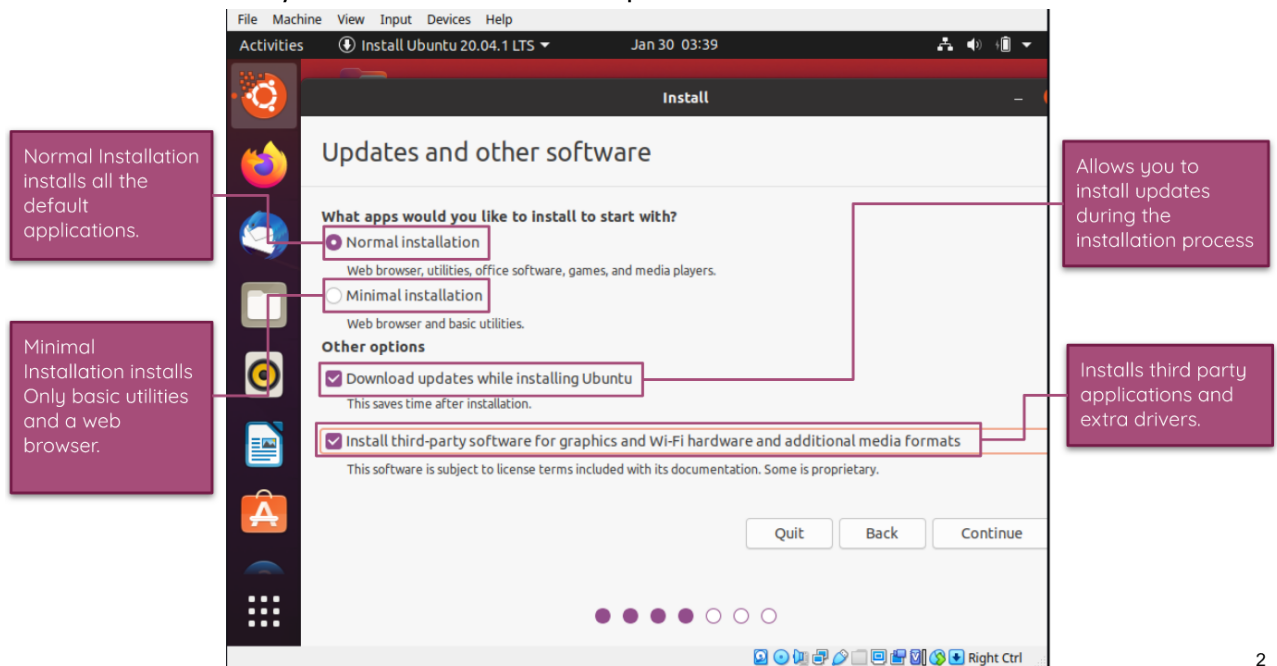 File Machine View Input Devices Help
Activities Install Ubuntu 20.04.1 LTS Jan 30 03:39
Install
Updates and other software
What apps would you like to install to start with?
Normal installation
Web browser, utilities, office software, games, and media players.
Minimal installation
Web browser and basic utilities.
Other options
Download updates while installing Ubuntu
This saves time after installation.
Install third-party software for graphics and Wi-Fi hardware and additional media formats
This software is subject to license terms included with its documentation. Some is proprietary.
Quit Back Continue
Right Ctrl
Normal Installation
installs all the
default
applications.
Minimal
Installation installs
Only basic utilities
and a web
browser.
Allows you to
install updates
during the
installation process
Installs third party
applications and
extra drivers.
2